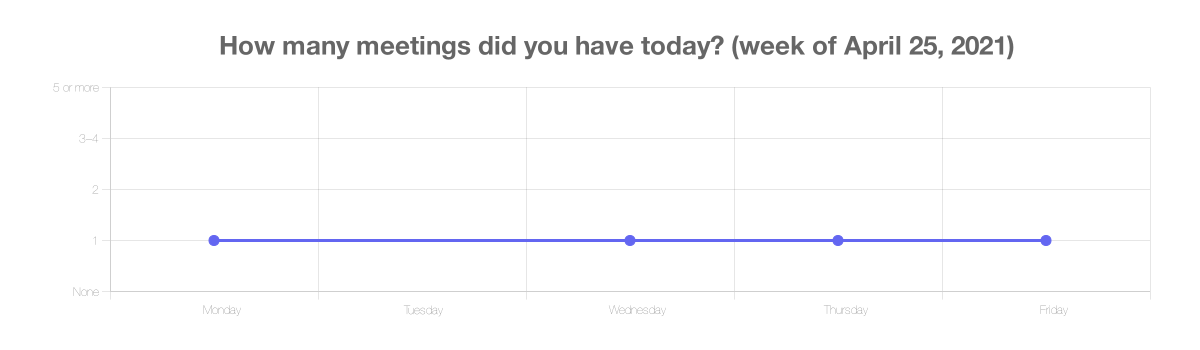 How many meetings did you have today? (week of April 25, 2021)
5 or more
3–4
2
1
None
Monday Tuesday Wednesday Thursday Friday